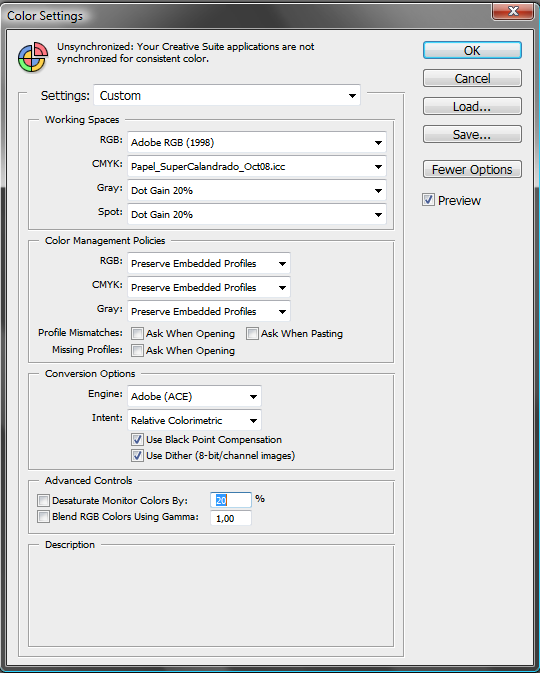 Color Settings
Unsynchronized: Your Creative Suite applications are not
synchronized for consistent color.
OK
Cancel
Load...
Save...
Fewer Options
Preview
Settings: Custom
Working Spaces
RGB: Adobe RGB (1998)
CMYK: Papel_SuperCalandrado_Oct08.icc
Gray: Dot Gain 20%
Spot: Dot Gain 20%
Color Management Policies
RGB: Preserve Embedded Profiles
CMYK: Preserve Embedded Profiles
Gray: Preserve Embedded Profiles
Profile Mismatches: Ask When Opening Ask When Pasting
Missing Profiles: Ask When Opening
Conversion Options
Engine: Adobe (ACE)
Intent: Relative Colorimetric
Use Black Point Compensation
Use Dither (8-bit/channel images)
Advanced Controls
Desaturate Monitor Colors By: 20 %
Blend RGB Colors Using Gamma: 1,00
Description